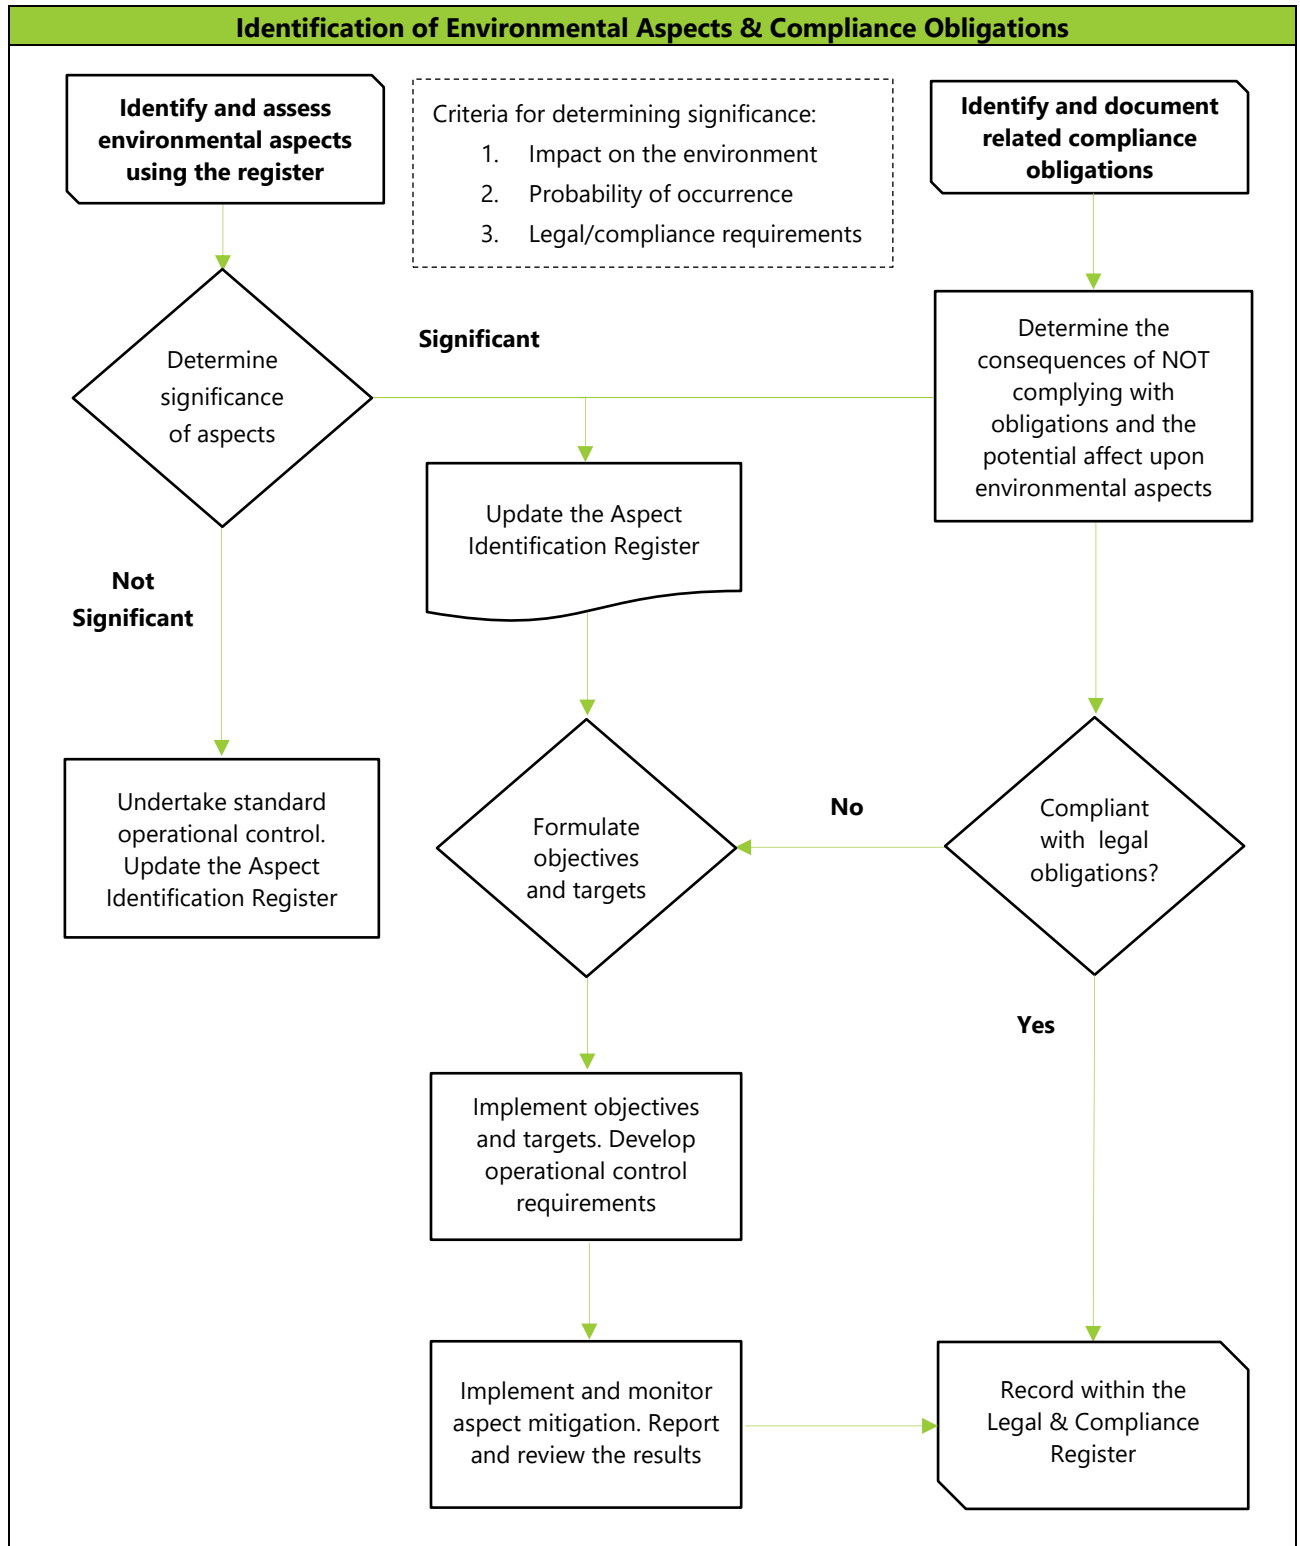 Identification of Environmental Aspects & Compliance Obligations
Identify and assess
environmental aspects
using the register
Criteria for determining significance:
1. Impact on the environment
2. Probability of occurrence
3. Legal/compliance requirements
Identify and document
related compliance
obligations
Determine
significance
of aspects
Significant
Determine the
consequences of NOT
complying with
obligations and the
potential affect upon
environmental aspects
Update the Aspect
Identification Register
Not
Significant
Undertake standard
operational control.
Update the Aspect
Identification Register
Formulate
objectives
and targets
No
Compliant
with legal
obligations?
Yes
Implement objectives
and targets. Develop
operational control
requirements
Implement and monitor
aspect mitigation. Report
and review the results
Record within the
Legal & Compliance
Register